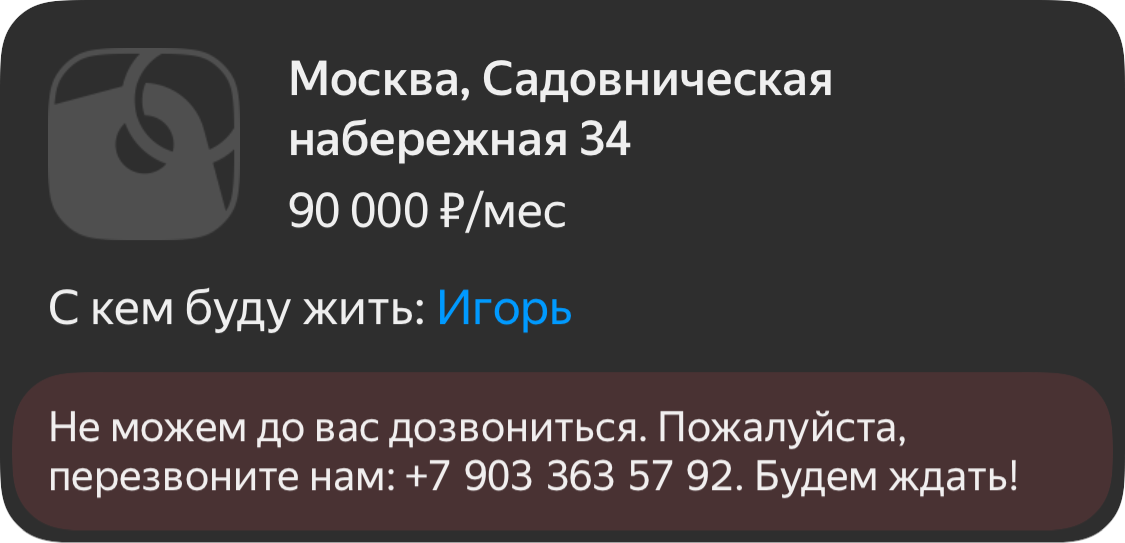 Москва, Садовническая
набережная 34
90 000 ₽/мес
С кем буду жить: Игорь
Не можем до вас дозвониться. Пожалуйста,
перезвоните нам: +7 903 363 57 92. Будем ждать!